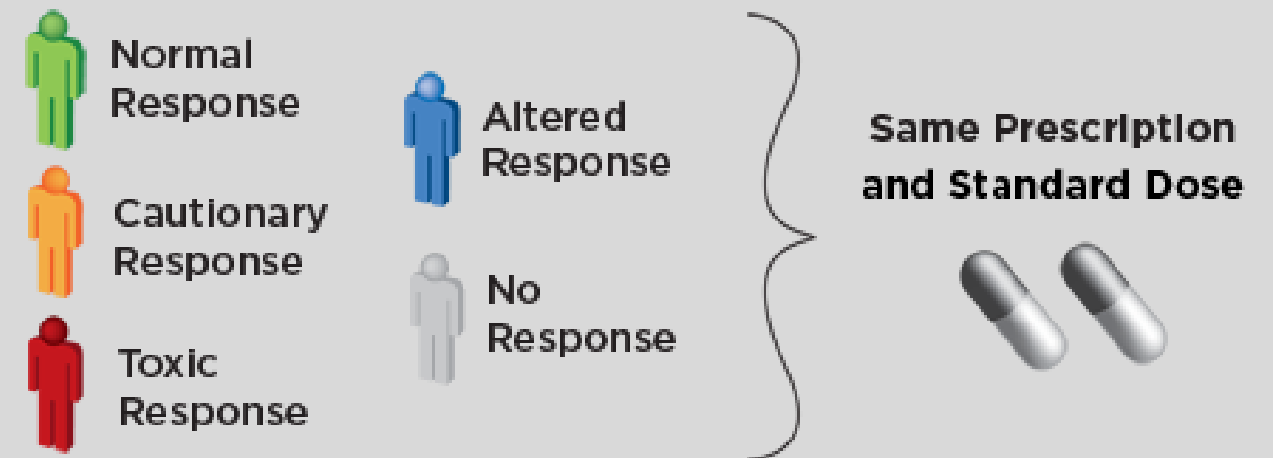 Normal
Response
Cautionary
Response
Toxic
Response
Altered
Response
No
Response
Same Prescription
and Standard Dose